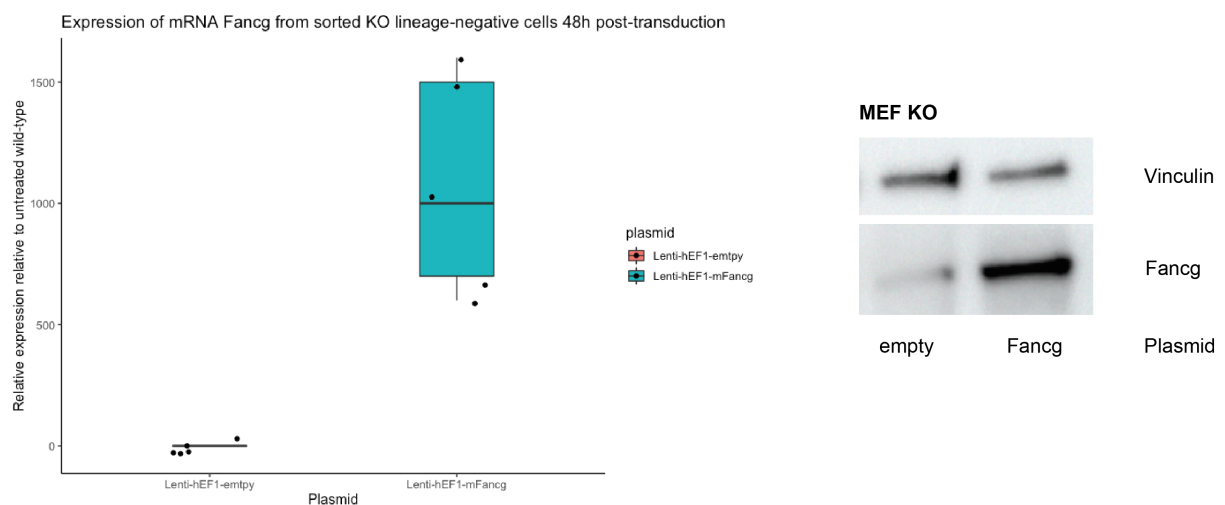 Expression of mRNA Fancg from sorted KO lineage-negative cells 48h post-transduction
Relative expression relative to untreated wild-type
1500
1000
500
0
Lenti-hEF1-emtpy
Lenti-hEF1-mFancg
Plasmid
plasmid
Lenti-hEF1-emtpy
Lenti-hEF1-mFancg
MEF KO
Vinculin
Fancg
empty
Fancg
Plasmid